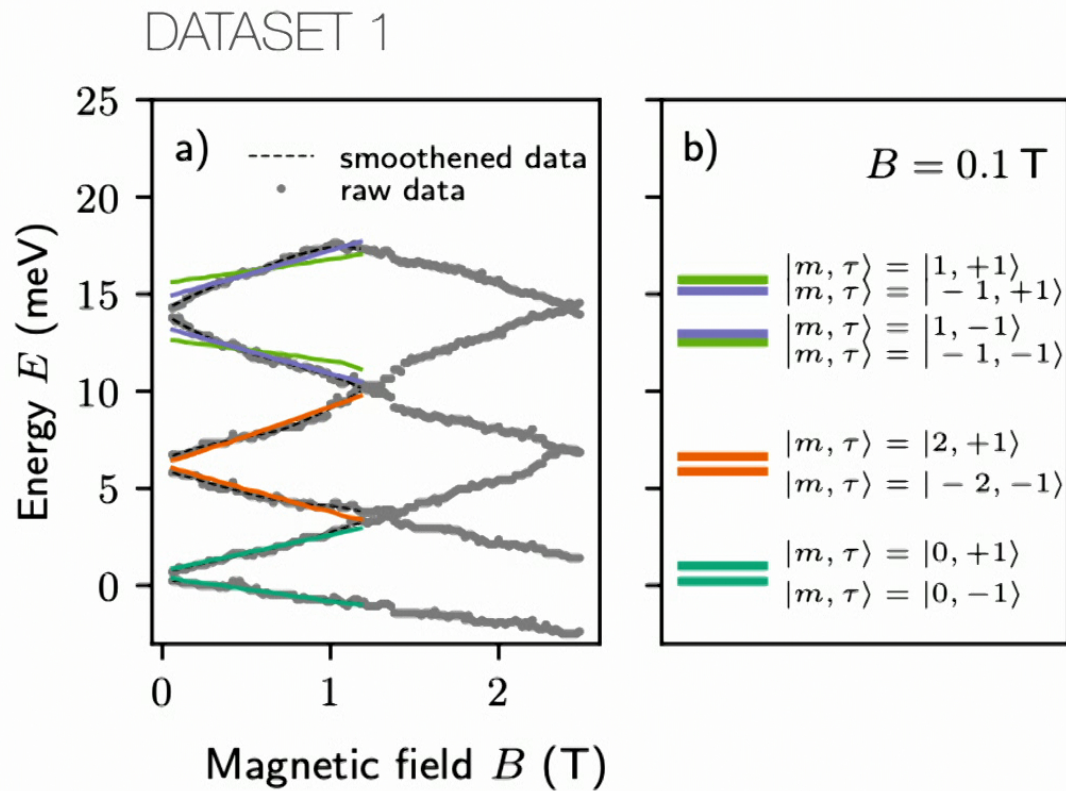 DATASET 1
25
20
15
10
5
0
Energy E (meV)
a)
smoothened data
raw data
0
1
2
Magnetic field B (T)
b)
B = 0.1 T
|m, τ⟩ = |1, +1⟩
|m, τ⟩ = | − 1, +1⟩
|m, τ⟩ = |1, −1⟩
|m, τ⟩ = | − 1, −1⟩
|m, τ⟩ = |2, +1⟩
|m, τ⟩ = | − 2, −1⟩
|m, τ⟩ = |0, +1⟩
|m, τ⟩ = |0, −1⟩